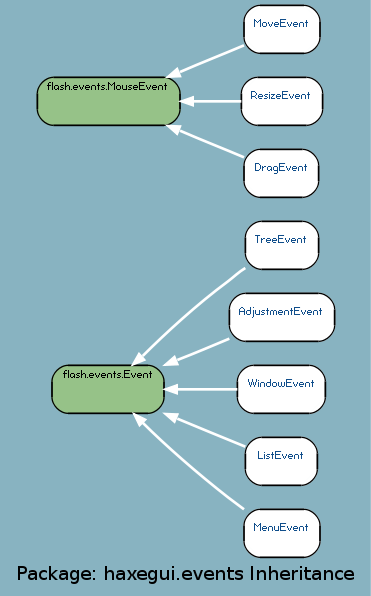 MoveEvent
flash.events.MouseEvent
ResizeEvent
DragEvent
TreeEvent
AdjustmentEvent
flash.events.Event
WindowEvent
ListEvent
MenuEvent
Package: haxegui.events Inheritance